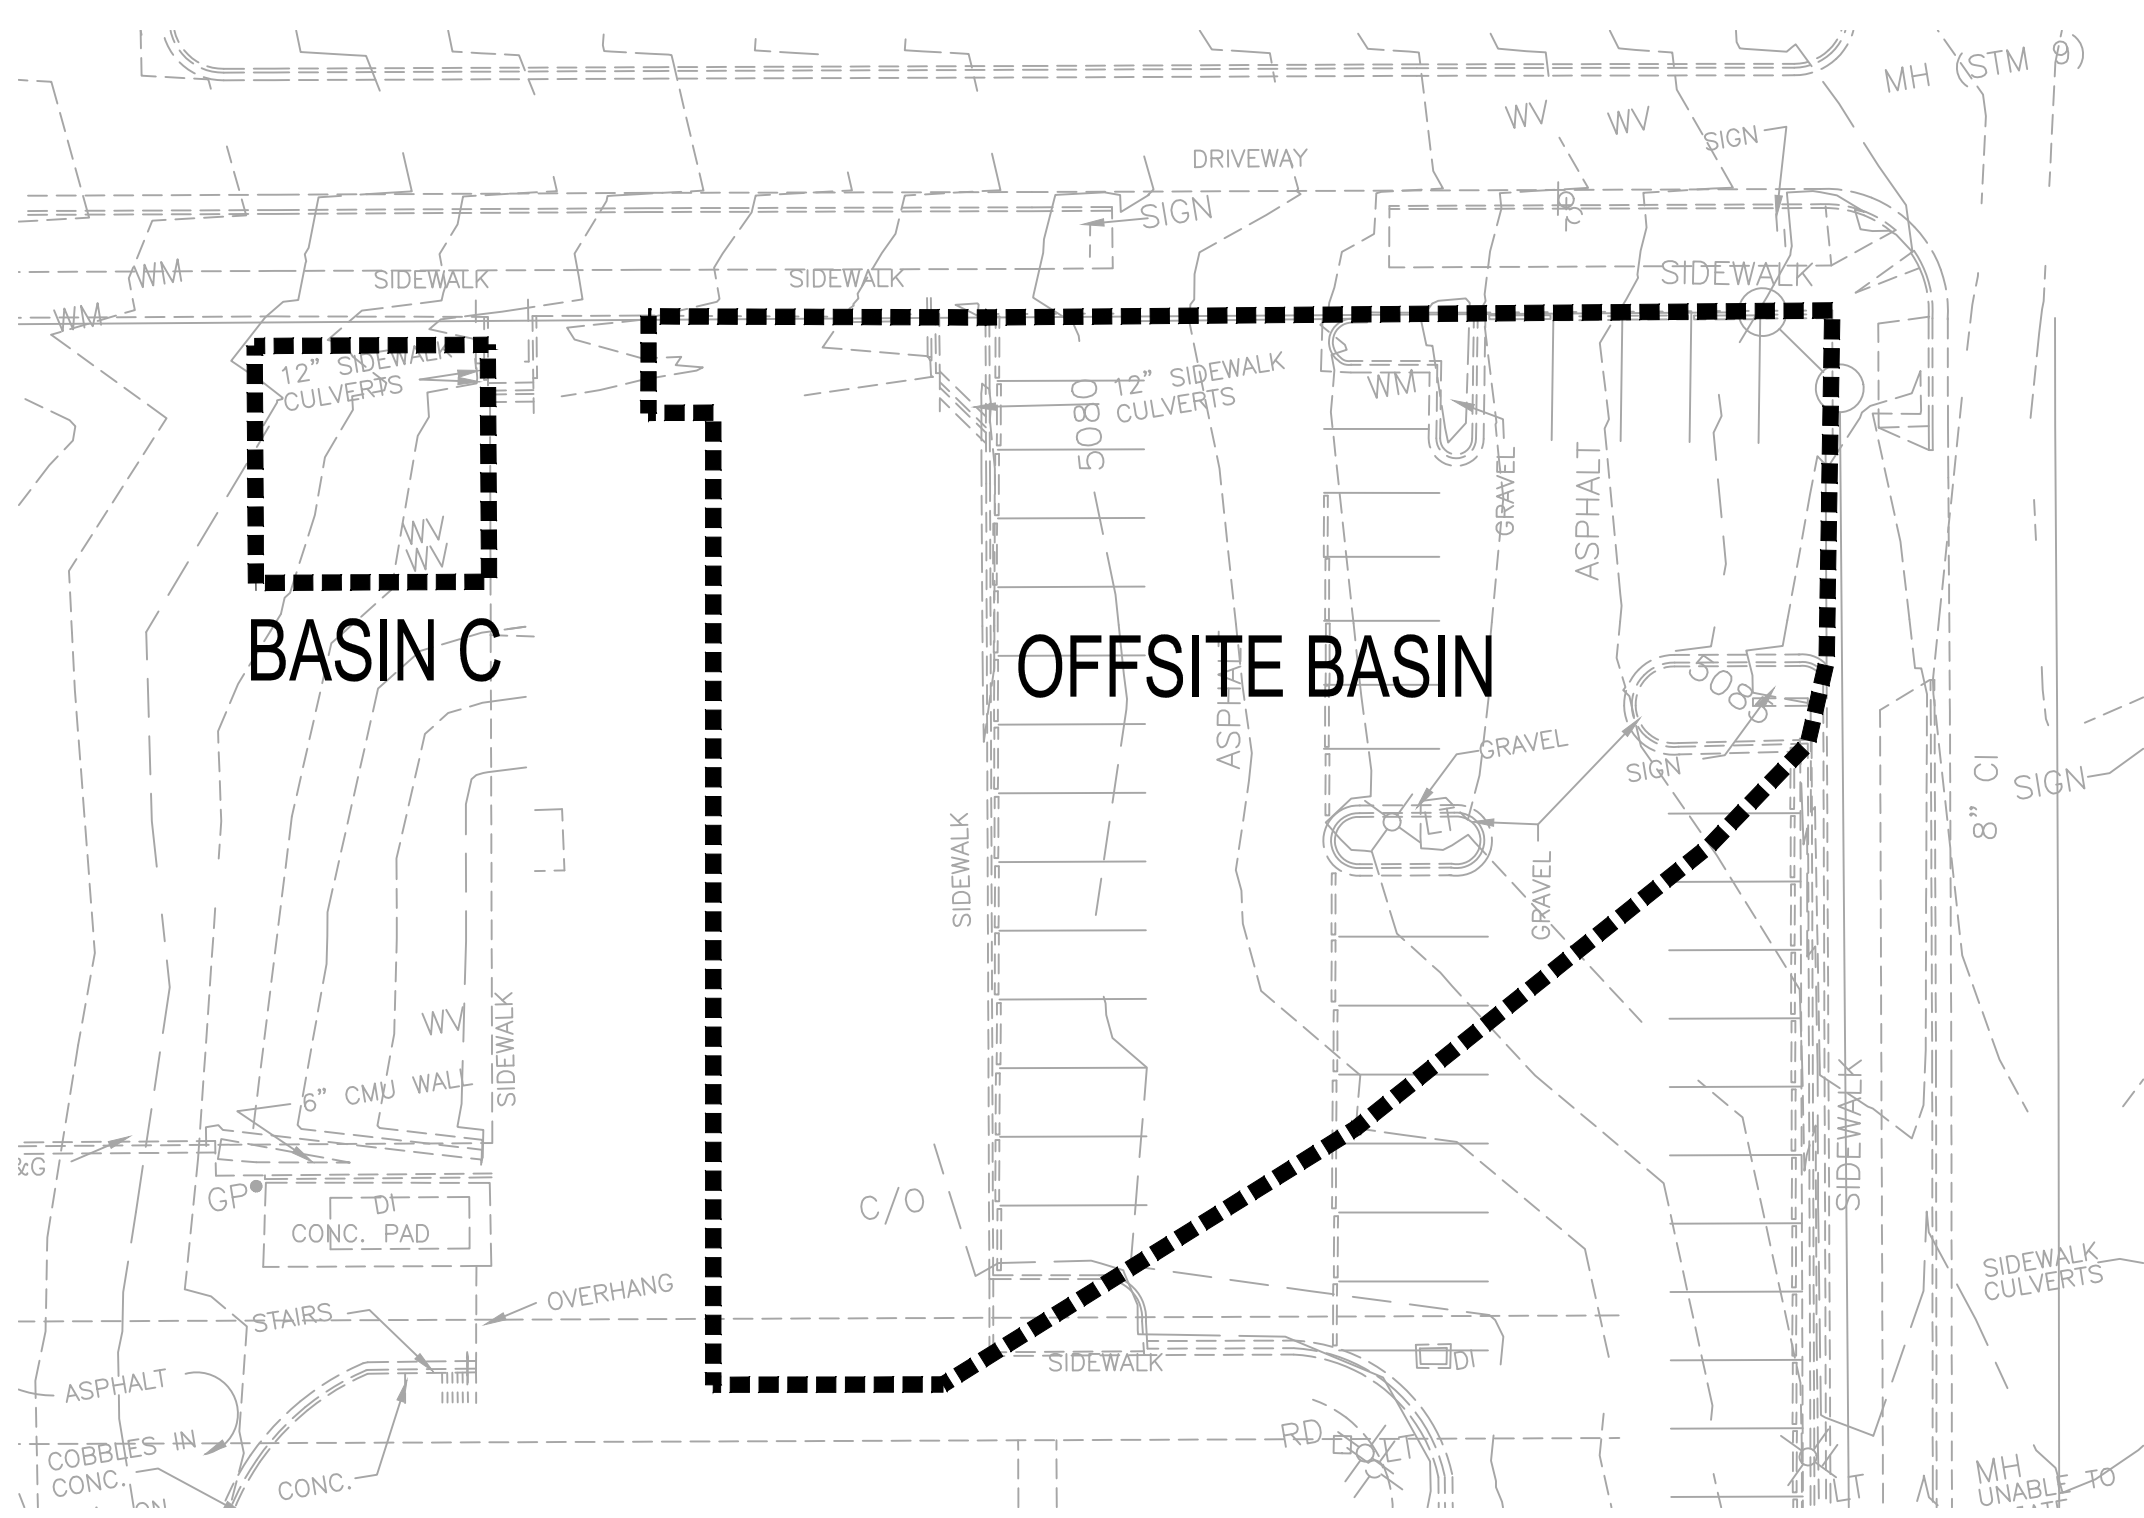 MH (STM 9)
WV
WV
SIGN
DRIVEWAY
SIGN
WM
SIDEWALK
SIDEWALK
SIDEWALK
WM
12" SIDEWALK
CULVERTS
12" SIDEWALK
CULVERTS
WM
5080
GRAVEL
ASPHALT
WV
WV
BASIN C
OFFSITE BASIN
ASPHALT
GRAVEL
SIGN
8" CI
SIGN
LT
SIDEWALK
GRAVEL
WV
SIDEWALK
6" CMU WALL
SIDEWALK
&G
GP
DI
CONC. PAD
C/O
SIDEWALK
CULVERTS
OVERHANG
STAIRS
SIDEWALK
DI
ASPHALT
COBBLES IN
CONC.
CONC.
RD
LT
LT
MH
UNABLE TO